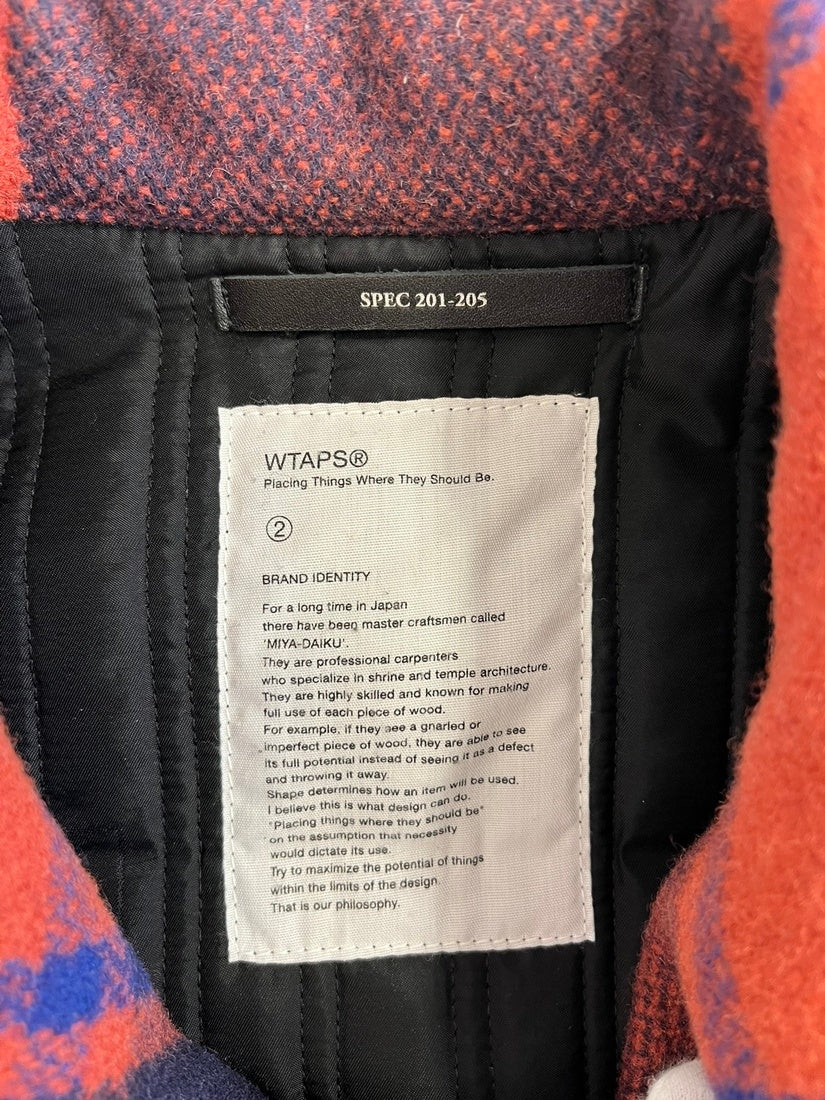 SPEC 201-205
WTAPS®
Placing Things Where They Should Be.
②
BRAND IDENTITY
For a long time in Japan
there have been master craftsmen called
'MIYA-DAIKU'.
They are professional carpenters
who specialize in shrine and temple architecture.
They are highly skilled and known for making
full use of each piece of wood.
For example, if they see a gnarled or
imperfect piece of wood, they are able to see
its full potential instead of seeing it as a defect
and throwing it away.
Shape determines how an item will be used.
I believe this is what design can do.
"Placing things where they should be"
on the assumption that necessity
would dictate its use.
Try to maximize the potential of things
within the limits of the design.
That is our philosophy.